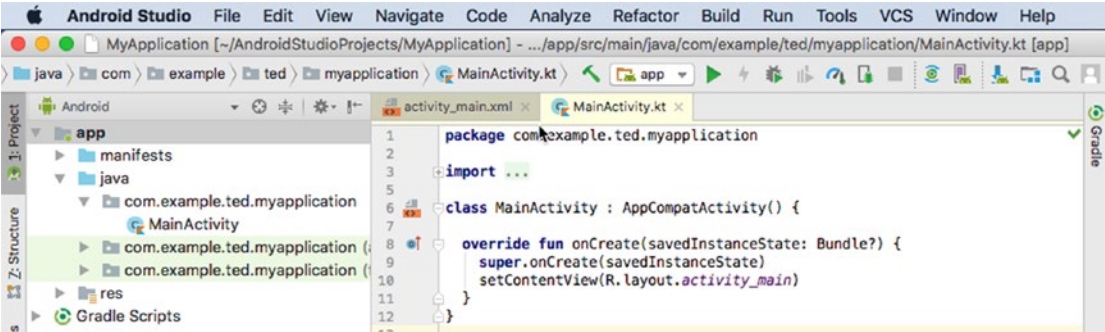 Android Studio File Edit View Navigate Code Analyze Refactor Build Run Tools VCS Window Help
MyApplication [~/AndroidStudioProjects/MyApplication] - .../app/src/main/java/com/example/ted/myapplication/MainActivity.kt [app]
java com example ted myapplication MainActivity.kt app
Android
activity_main.xml MainActivity.kt
1: Project
Z: Structure
app
manifests
java
com.example.ted.myapplication
MainActivity
com.example.ted.myapplication (
com.example.ted.myapplication (
res
Gradle Scripts
1 package com.example.ted.myapplication
2
3 import ...
5
6 class MainActivity : AppCompatActivity() {
7
8 override fun onCreate(savedInstanceState: Bundle?) {
9 super.onCreate(savedInstanceState)
10 setContentView(R.layout.activity_main)
11 }
12 }
Gradle